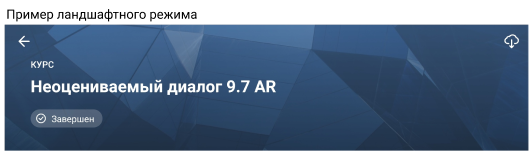 Пример ландшафтного режима
КУРС
Неоцениваемый диалог 9.7 AR
Завершен